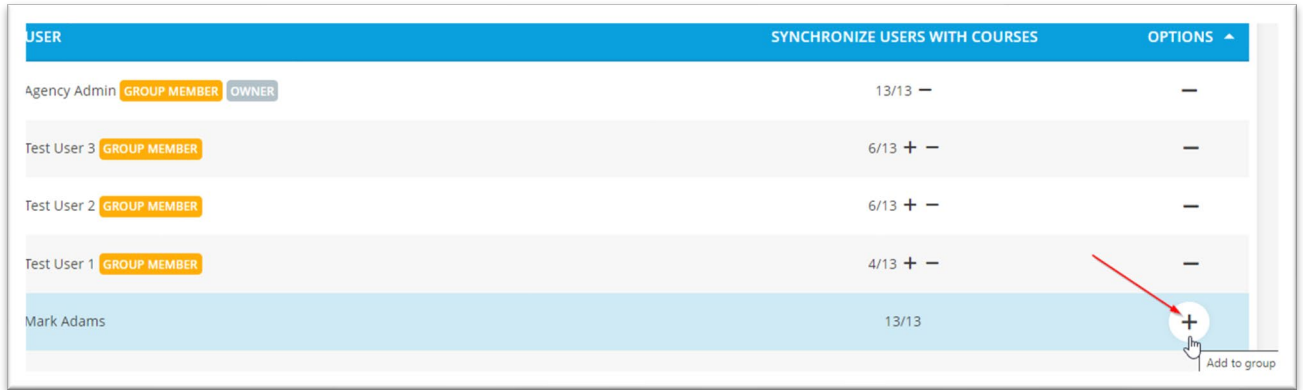 USER SYNCHRONIZE USERS WITH COURSES OPTIONS
Agency Admin GROUP MEMBER OWNER 13/13 −
Test User 3 GROUP MEMBER 6/13 + −
Test User 2 GROUP MEMBER 6/13 + −
Test User 1 GROUP MEMBER 4/13 + −
Mark Adams 13/13
Add to group